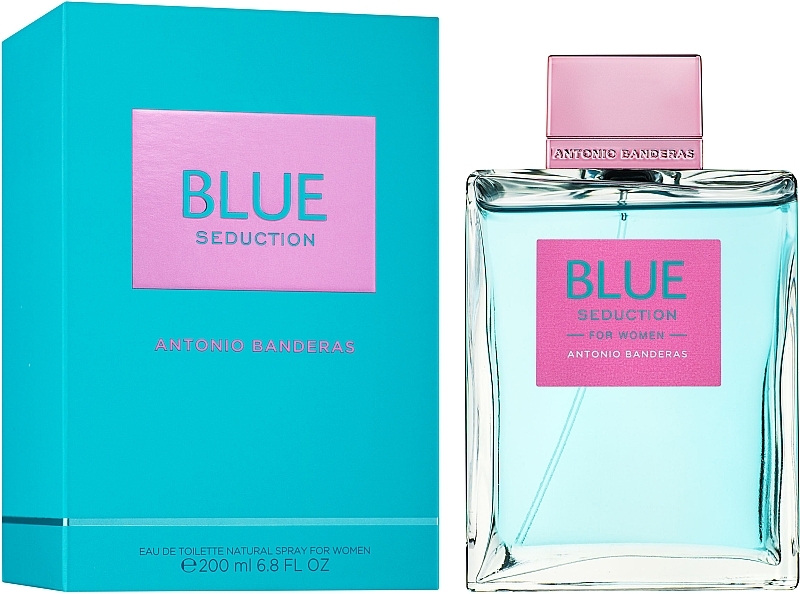 BLUE
SEDUCTION
ANTONIO BANDERAS
EAU DE TOILETTE NATURAL SPRAY FOR WOMEN
℮200 ml 6.8 FL OZ
ANTONIO BANDERAS
BLUE
SEDUCTION
FOR WOMEN
ANTONIO BANDERAS